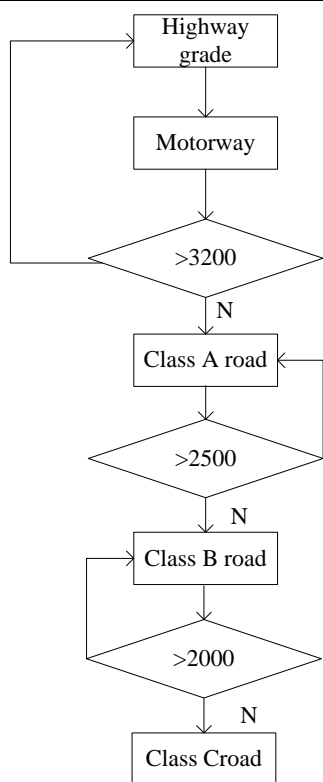 Highway
grade
Motorway
>3200
N
Class A road
>2500
N
Class B road
>2000
N
Class Croad